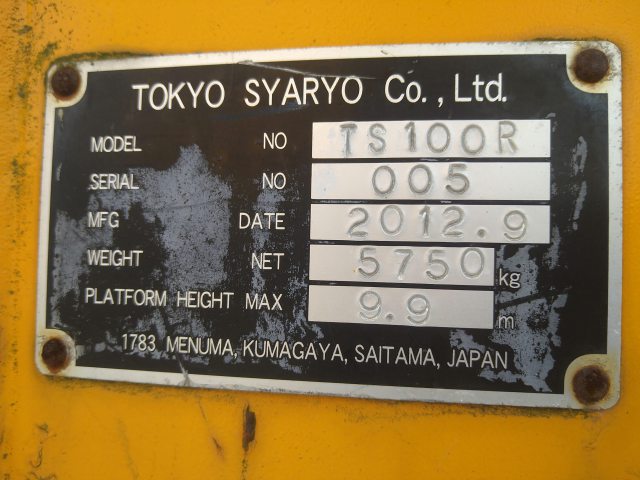 TOKYO SYARYO Co., Ltd.
MODEL NO TS100R
SERIAL NO 005
MFG DATE 2012.9
WEIGHT NET 5750 kg
PLATFORM HEIGHT MAX 9.9 m
1783 MENUMA, KUMAGAYA, SAITAMA, JAPAN